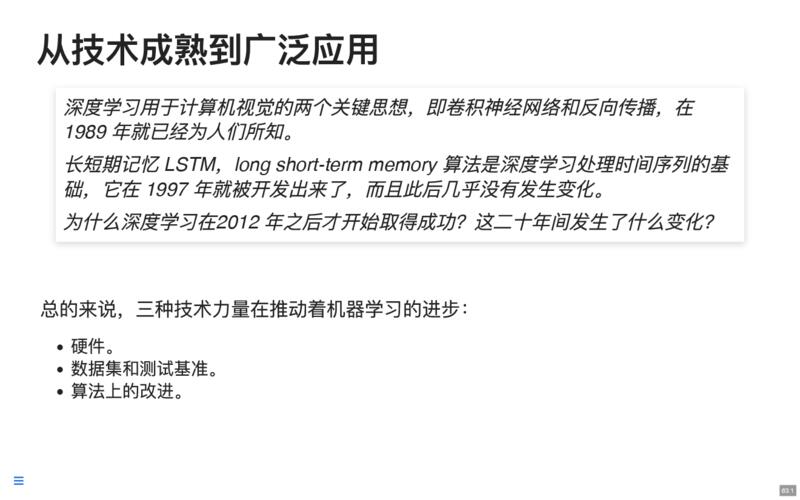 从技术成熟到广泛应用
深度学习用于计算机视觉的两个关键思想，即卷积神经网络和反向传播，在
1989 年就已经为人们所知。
长短期记忆 LSTM，long short-term memory 算法是深度学习处理时间序列的基
础，它在 1997 年就被开发出来了，而且此后几乎没有发生变化。
为什么深度学习在2012 年之后才开始取得成功？这二十年间发生了什么变化？
总的来说，三种技术力量在推动着机器学习的进步：
• 硬件。
• 数据集和测试基准。
• 算法上的改进。
63.1